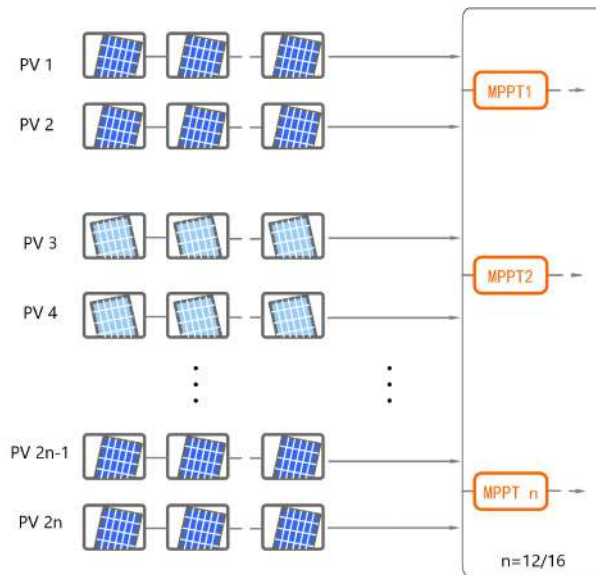 PV 1
MPPT1
PV 2
PV 3
MPPT2
PV 4
PV 2n-1
MPPT n
PV 2n
n=12/16